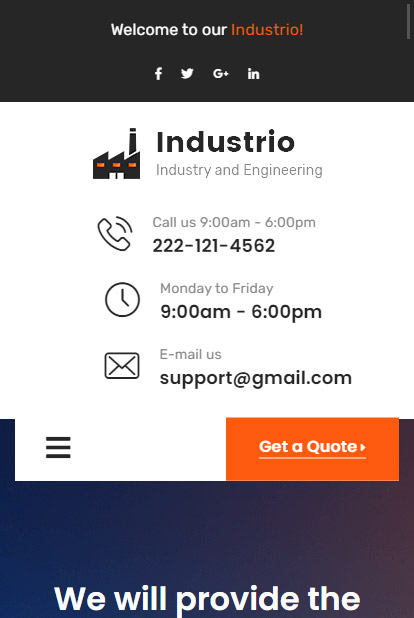 Welcome to our Industrio!
Industrio
Industry and Engineering
Call us 9:00am - 6:00pm
222-121-4562
Monday to Friday
9:00am - 6:00pm
E-mail us
support@gmail.com
Get a Quote
We will provide the